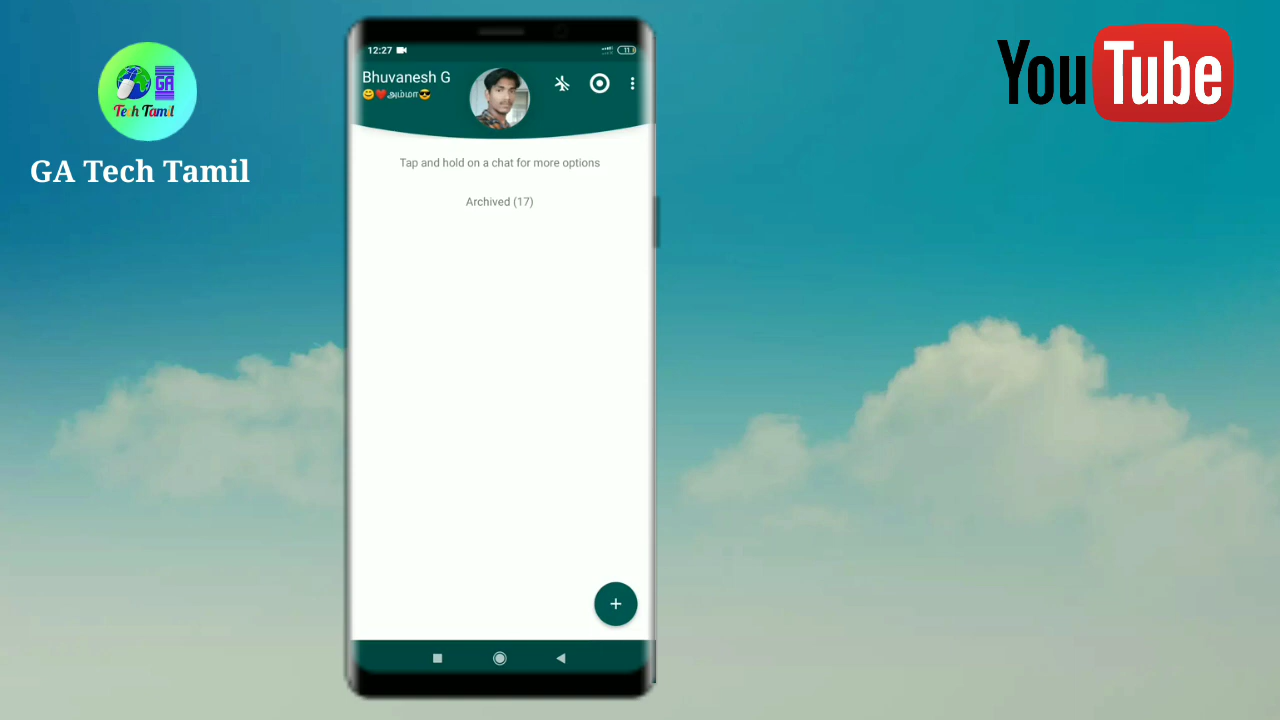 GA
Tech Tamil
GA Tech Tamil
12:27
11
Bhuvanesh G
😊❤️அம்மா😎
Tap and hold on a chat for more options
Archived (17)
YouTube